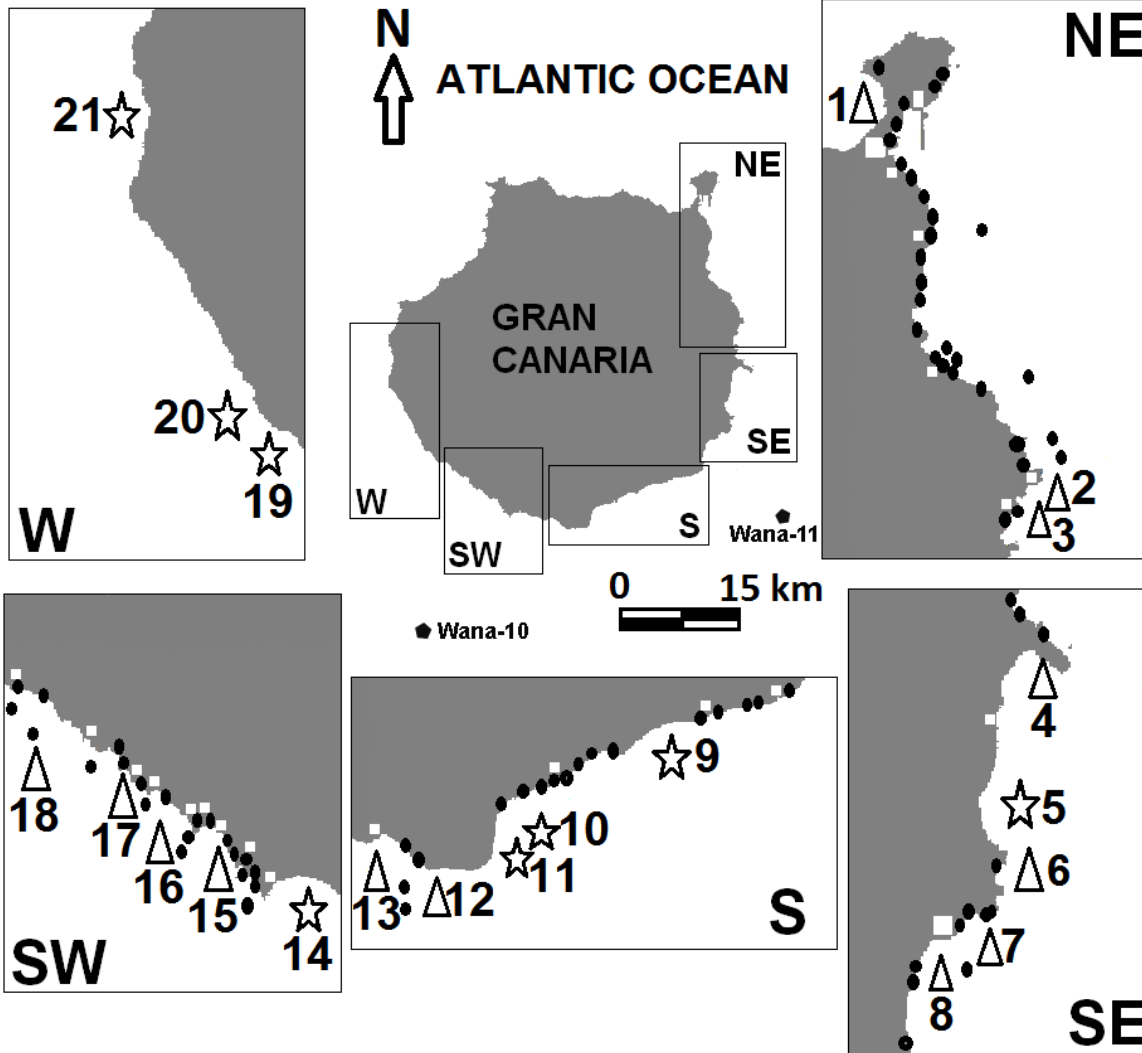 N
ATLANTIC OCEAN
NE
21
1
NE
GRAN
CANARIA
20
SE
19
W
W
S
SW
Wana-11
2
3
0 15 km
Wana-10
4
9
5
18
10
17
11
6
16
13
12
15
7
14
S
SW
8
SE